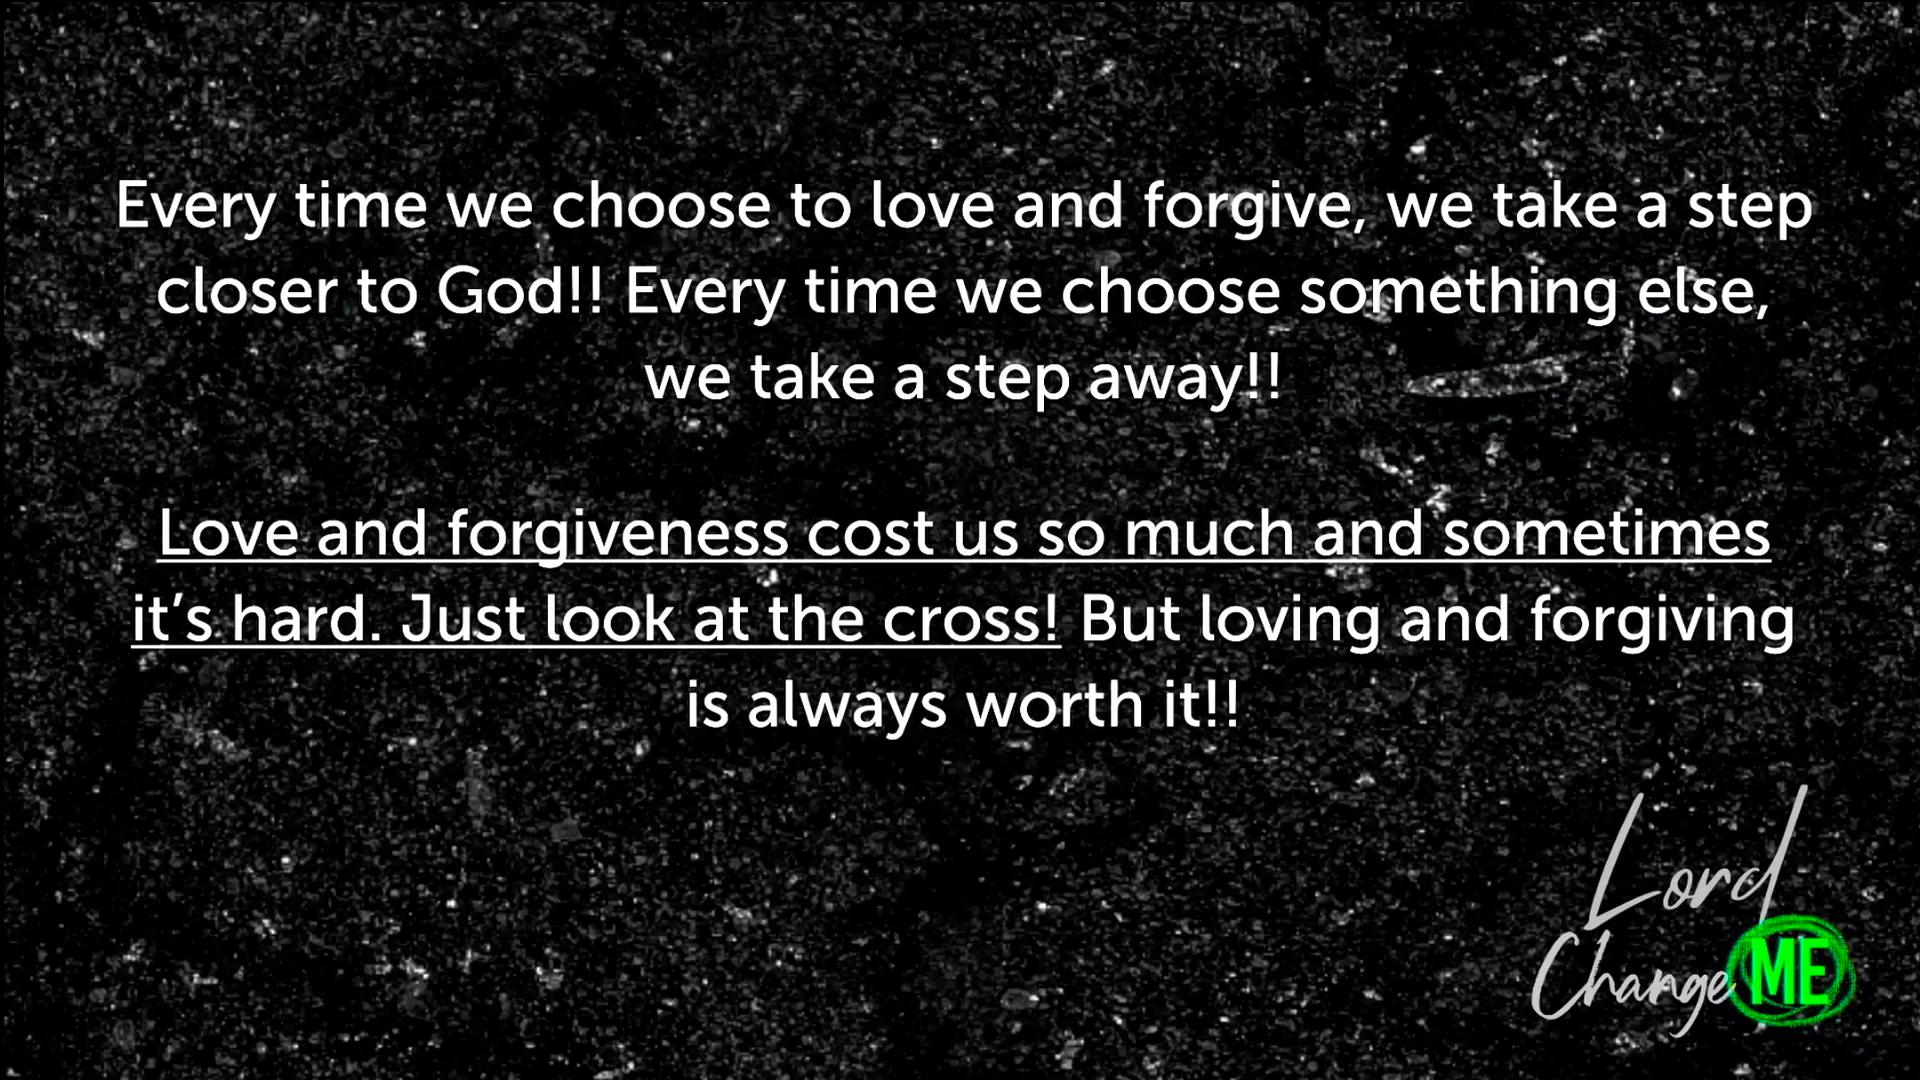 Every time we choose to love and forgive, we take a step
closer to God!! Every time we choose something else,
we take a step away!!
Love and forgiveness cost us so much and sometimes
it’s hard. Just look at the cross! But loving and forgiving
is always worth it!!
Lord
Change ME